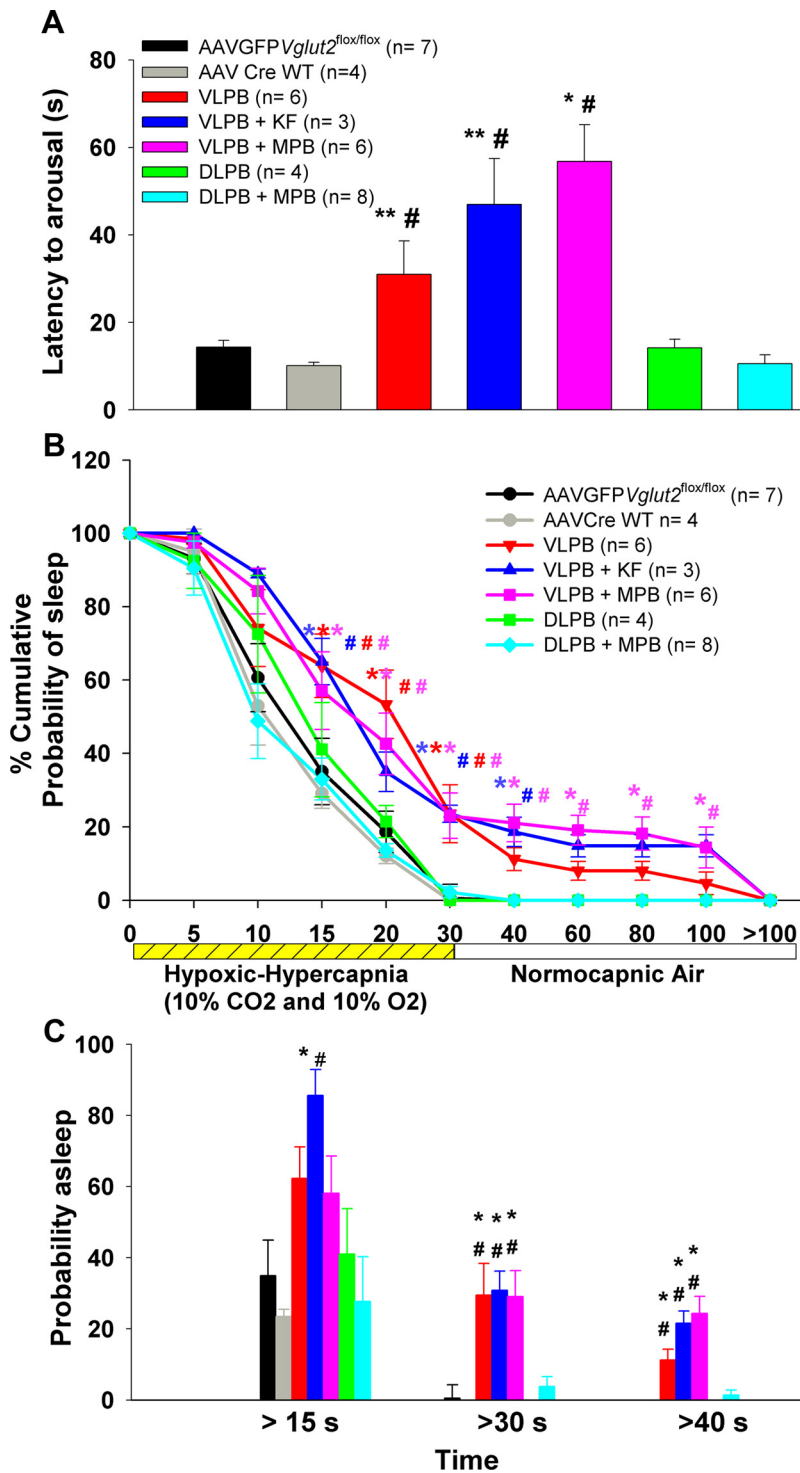 A
AAVGFPVglut2flox/flox (n= 7)
AAV Cre WT (n=4)
VLPB (n= 6)
VLPB + KF (n= 3)
VLPB + MPB (n= 6)
DLPB (n= 4)
DLPB + MPB (n= 8)
Latency to arousal (s)
80
60
40
20
0
** #
** #
* #
B
% Cumulative
Probability of sleep
120
100
80
60
40
20
0
AAVGFPVglut2flox/flox (n= 7)
AAVCre WT n= 4
VLPB (n= 6)
VLPB + KF (n= 3)
VLPB + MPB (n= 6)
DLPB (n= 4)
DLPB + MPB (n= 8)
*** # # #
** # #
*** # # #
** # #
* #
* #
* #
0 5 10 15 20 30 40 60 80 100 >100
Hypoxic-Hypercapnia
(10% CO2 and 10% O2)
Normocapnic Air
C
Probability asleep
100
80
60
40
20
0
* #
* * *
# # #
* * *
# # #
> 15 s >30 s >40 s
Time